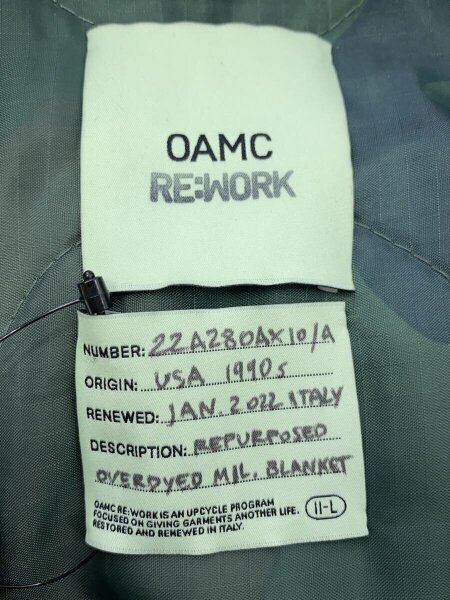 OAMC
RE:WORK
NUMBER: 22A28OAX10/A
ORIGIN: USA 1990s
RENEWED: JAN. 2022 ITALY
DESCRIPTION: REPURPOSED
OVERDYED MIL. BLANKET
OAMC RE:WORK IS AN UPCYCLE PROGRAM
FOCUSED ON GIVING GARMENTS ANOTHER LIFE.
RESTORED AND RENEWED IN ITALY.
II-L